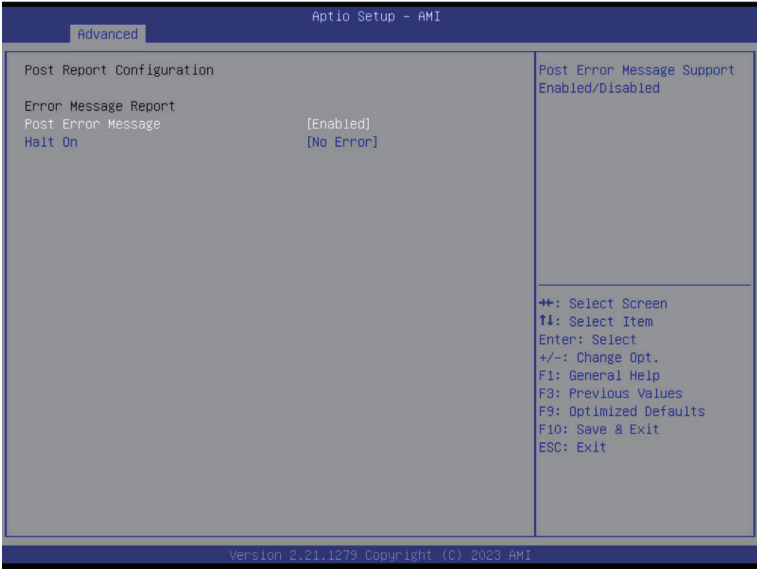 Aptio Setup – AMI
Advanced
Post Report Configuration
Error Message Report
Post Error Message [Enabled]
Halt On [No Error]
Post Error Message Support
Enabled/Disabled
→←: Select Screen
↑↓: Select Item
Enter: Select
+/-: Change Opt.
F1: General Help
F3: Previous Values
F9: Optimized Defaults
F10: Save & Exit
ESC: Exit
Version 2.21.1279 Copyright (C) 2023 AMI